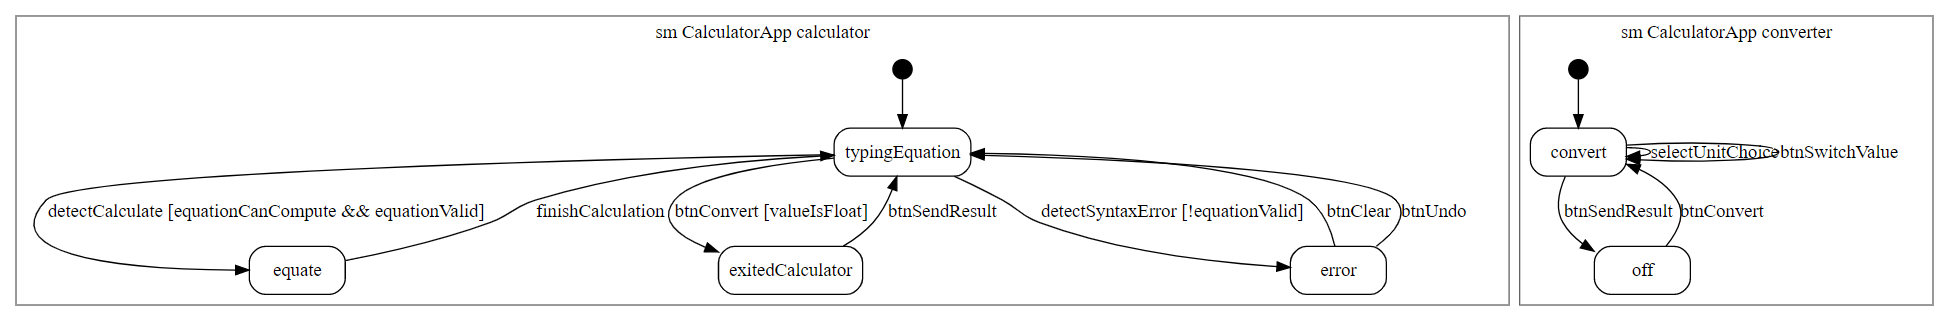 sm CalculatorApp calculator
typingEquation
detectCalculate [equationCanCompute && equationValid]
finishCalculation
btnConvert [valueIsFloat]
btnSendResult
detectSyntaxError [!equationValid]
btnClear
btnUndo
equate
exitedCalculator
error
sm CalculatorApp converter
convert
selectUnitChoice
btnSwitchValue
btnSendResult
btnConvert
off